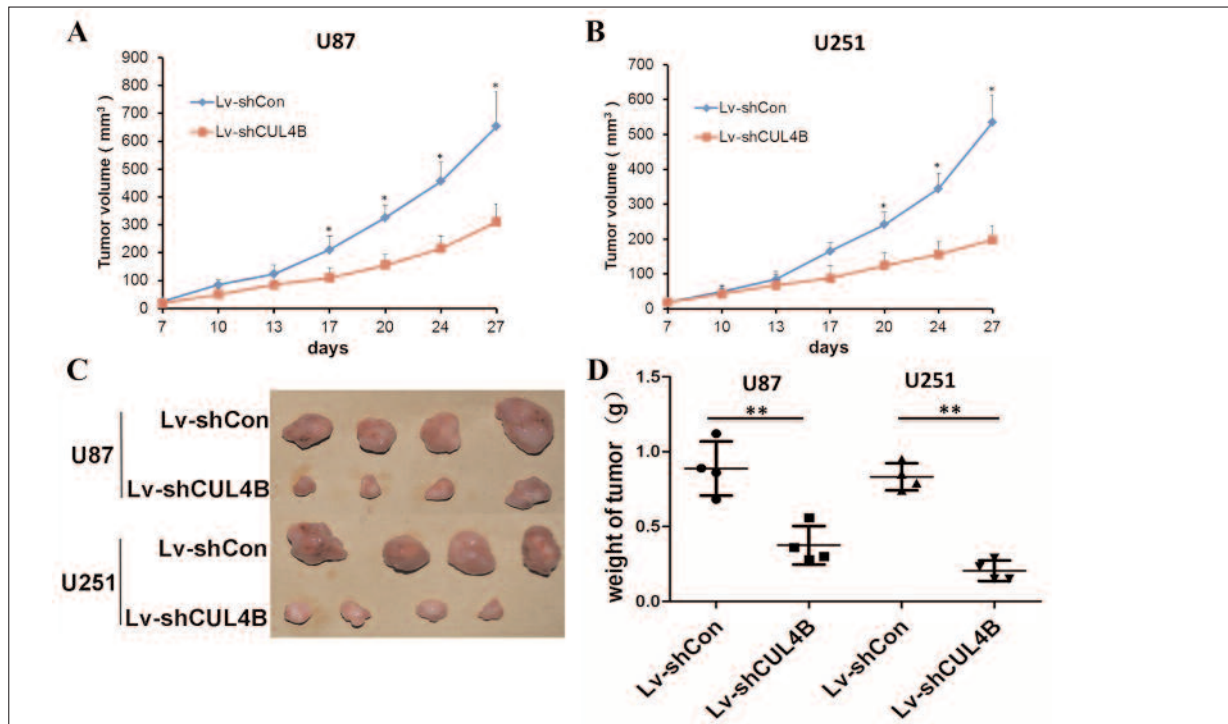 A
U87
900
800
700
600
500
400
300
200
100
0
Tumor volume ( mm³ )
Lv-shCon
Lv-shCUL4B
*
*
*
*
7 10 13 17 20 24 27
days
B
U251
700
600
500
400
300
200
100
0
Tumor volume ( mm³ )
Lv-shCon
Lv-shCUL4B
*
*
*
7 10 13 17 20 24 27
days
C
U87
Lv-shCon
Lv-shCUL4B
U251
Lv-shCon
Lv-shCUL4B
D
U87 U251
** **
1.5
1.0
0.5
0.0
weight of tumor （g）
Lv-shCon
Lv-shCUL4B
Lv-shCon
Lv-shCUL4B